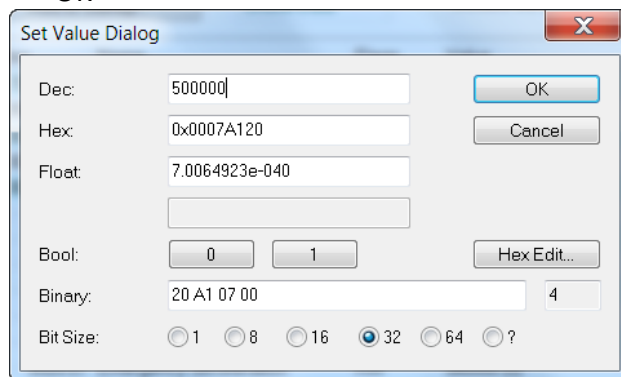 Set Value Dialog
Dec: 500000 OK
Hex: 0x0007A120 Cancel
Float: 7.0064923e-040
Bool: 0 1 Hex Edit...
Binary: 20 A1 07 00 4
Bit Size: 1 8 16 32 64 ?